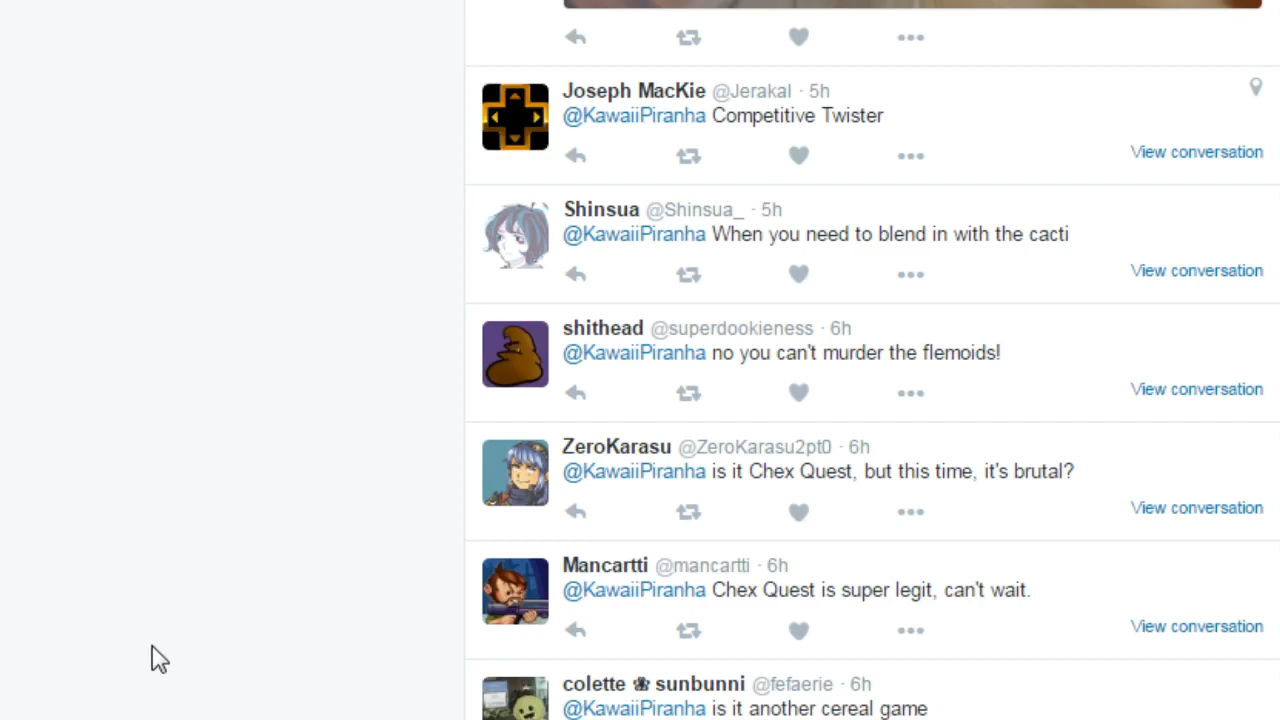 Joseph MacKie @Jerakal · 5h
@KawaiiPiranha Competitive Twister
View conversation
Shinsua @Shinsua_ · 5h
@KawaiiPiranha When you need to blend in with the cacti
View conversation
shithead @superdookieness · 6h
@KawaiiPiranha no you can't murder the flemoids!
View conversation
ZeroKarasu @ZeroKarasu2pt0 · 6h
@KawaiiPiranha is it Chex Quest, but this time, it's brutal?
View conversation
Mancartti @mancartti · 6h
@KawaiiPiranha Chex Quest is super legit, can't wait.
View conversation
colette ❀ sunbunni @fefaerie · 6h
@KawaiiPiranha is it another cereal game